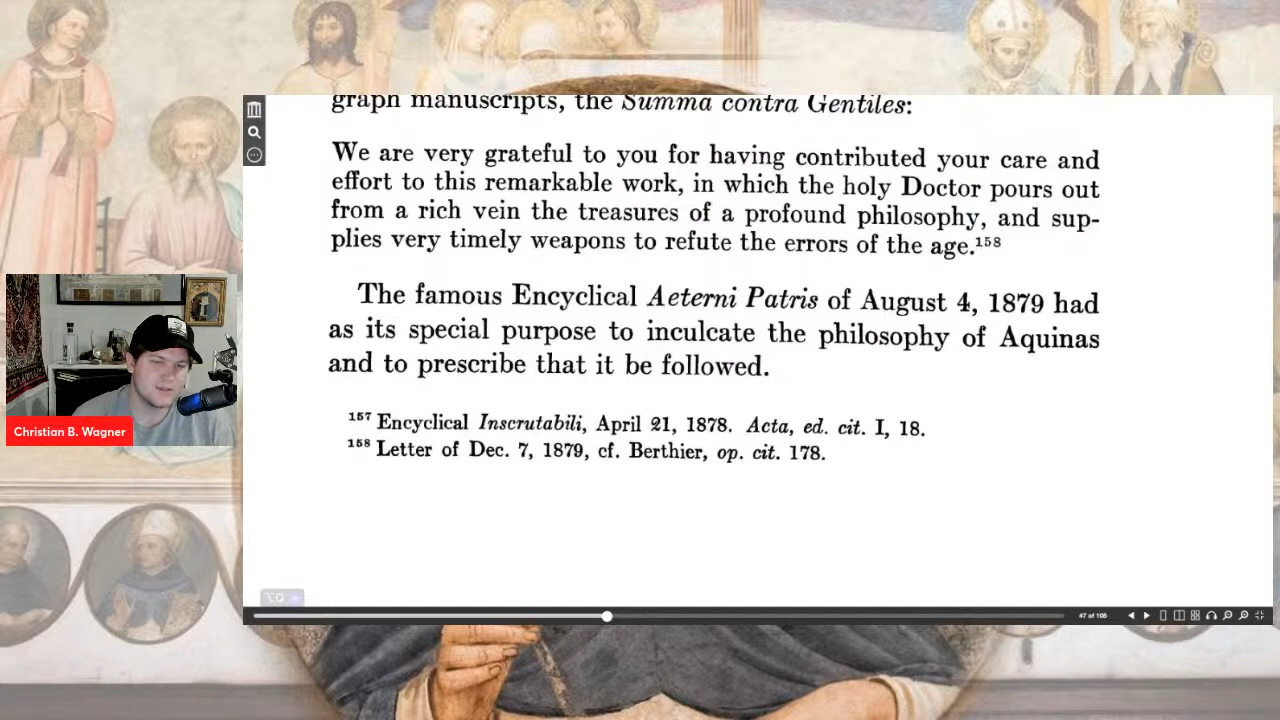 graph manuscripts, the Summa contra Gentiles:
We are very grateful to you for having contributed your care and
effort to this remarkable work, in which the holy Doctor pours out
from a rich vein the treasures of a profound philosophy, and sup-
plies very timely weapons to refute the errors of the age.¹⁵⁸
The famous Encyclical Aeterni Patris of August 4, 1879 had
as its special purpose to inculcate the philosophy of Aquinas
and to prescribe that it be followed.
¹⁵⁷ Encyclical Inscrutabili, April 21, 1878. Acta, ed. cit. I, 18.
¹⁵⁸ Letter of Dec. 7, 1879, cf. Berthier, op. cit. 178.
Christian B. Wagner
47 of 108